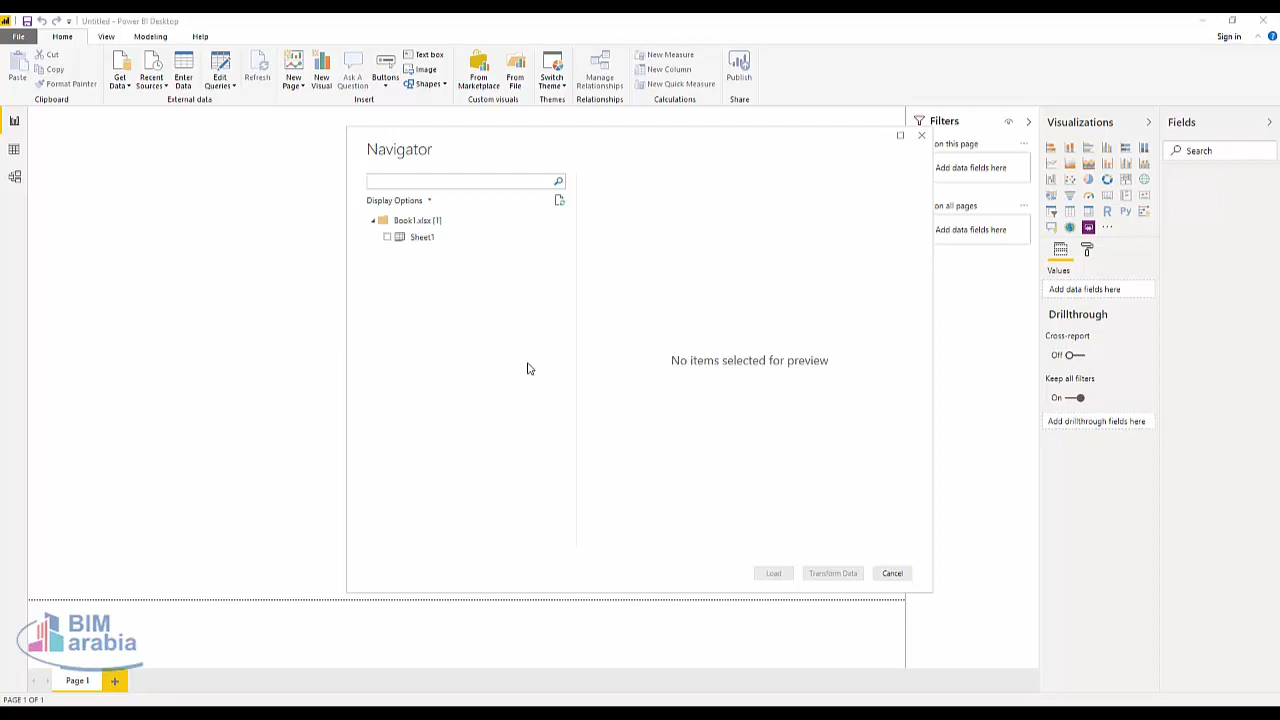 Untitled - Power BI Desktop
File Home View Modeling Help Sign in
Cut
Copy
Format Painter
Paste
Clipboard
Get Data
Recent Sources
Enter Data
Edit Queries
Refresh
External data
New Page
New Visual
Ask A Question
Buttons
Text box
Image
Shapes
Insert
From Marketplace
From File
Custom visuals
Switch Theme
Themes
Manage Relationships
Relationships
New Measure
New Column
New Quick Measure
Calculations
Publish
Share
Navigator
Display Options
Book1.xlsx [1]
Sheet1
No items selected for preview
Load Transform Data Cancel
Filters
on this page
Add data fields here
on all pages
Add data fields here
Visualizations
R Py
Values
Add data fields here
Drillthrough
Cross-report
Off
Keep all filters
On
Add drillthrough fields here
Fields
Search
BIM
arabia
Page 1
PAGE 1 OF 1